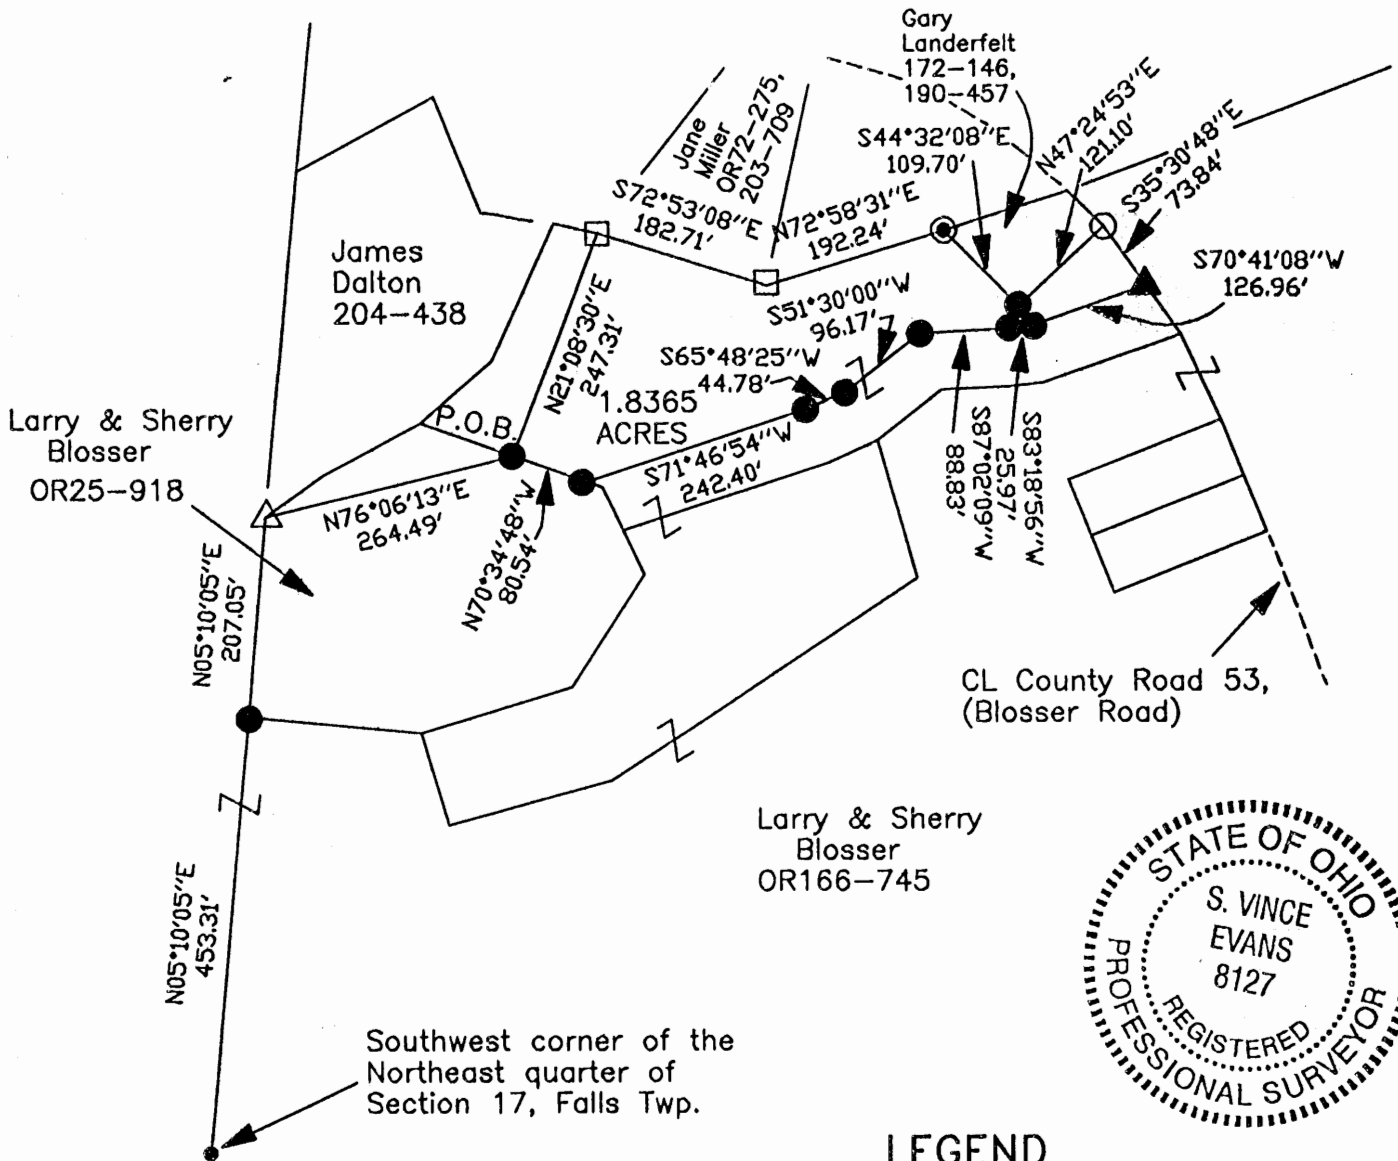 Gary
Landerfelt
172-146,
190-457
Jane
Miller
OR72-275,
203-709
S44°32'08"E
109.70'
N47°24'53"E
121.10'
S35°30'48"E
73.84'
S72°53'08"E
182.71'
N72°58'31"E
192.24'
S70°41'08"W
126.96'
James
Dalton
204-438
S51°30'00"W
96.17'
N21°08'30"E
247.31'
S65°48'25"W
44.78'
1.8365
ACRES
P.O.B.
Larry & Sherry
Blosser
OR25-918
S71°46'54"W
242.40'
S87°02'09"W
88.83'
S83°18'56"W
25.97'
N76°06'13"E
264.49'
N70°34'48"W
80.54'
N05°10'05"E
207.05'
CL County Road 53,
(Blosser Road)
Larry & Sherry
Blosser
OR166-745
N05°10'05"E
453.31'
STATE OF OHIO
S. VINCE
EVANS
8127
REGISTERED
PROFESSIONAL SURVEYOR
Southwest corner of the
Northeast quarter of
Section 17, Falls Twp.
LEGEND